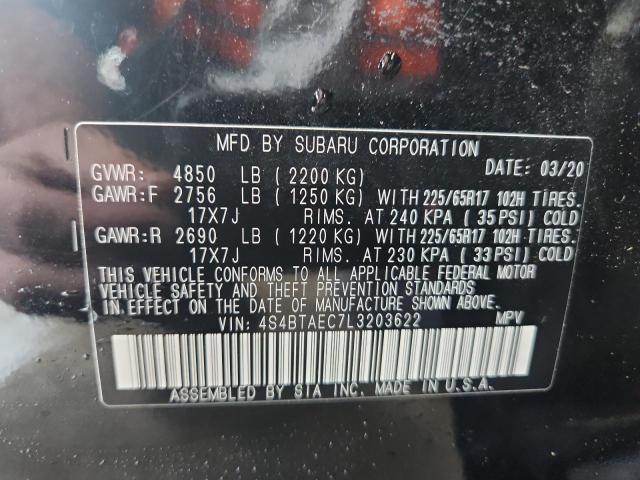 MFD BY SUBARU CORPORATION
GVWR: 4850 LB (2200 KG) DATE: 03/20
GAWR:F 2756 LB (1250 KG) WITH 225/65R17 102H TIRES.
17X7J RIMS. AT 240 KPA (35 PSI) COLD
GAWR:R 2690 LB (1220 KG) WITH 225/65R17 102H TIRES.
17X7J RIMS. AT 230 KPA (33 PSI) COLD
THIS VEHICLE CONFORMS TO ALL APPLICABLE FEDERAL MOTOR
VEHICLE SAFETY AND THEFT PREVENTION STANDARDS
IN EFFECT ON THE DATE OF MANUFACTURE SHOWN ABOVE.
VIN: 4S4BTAEC7L3203622 MPV
ASSEMBLED BY SIA INC. MADE IN U.S.A.